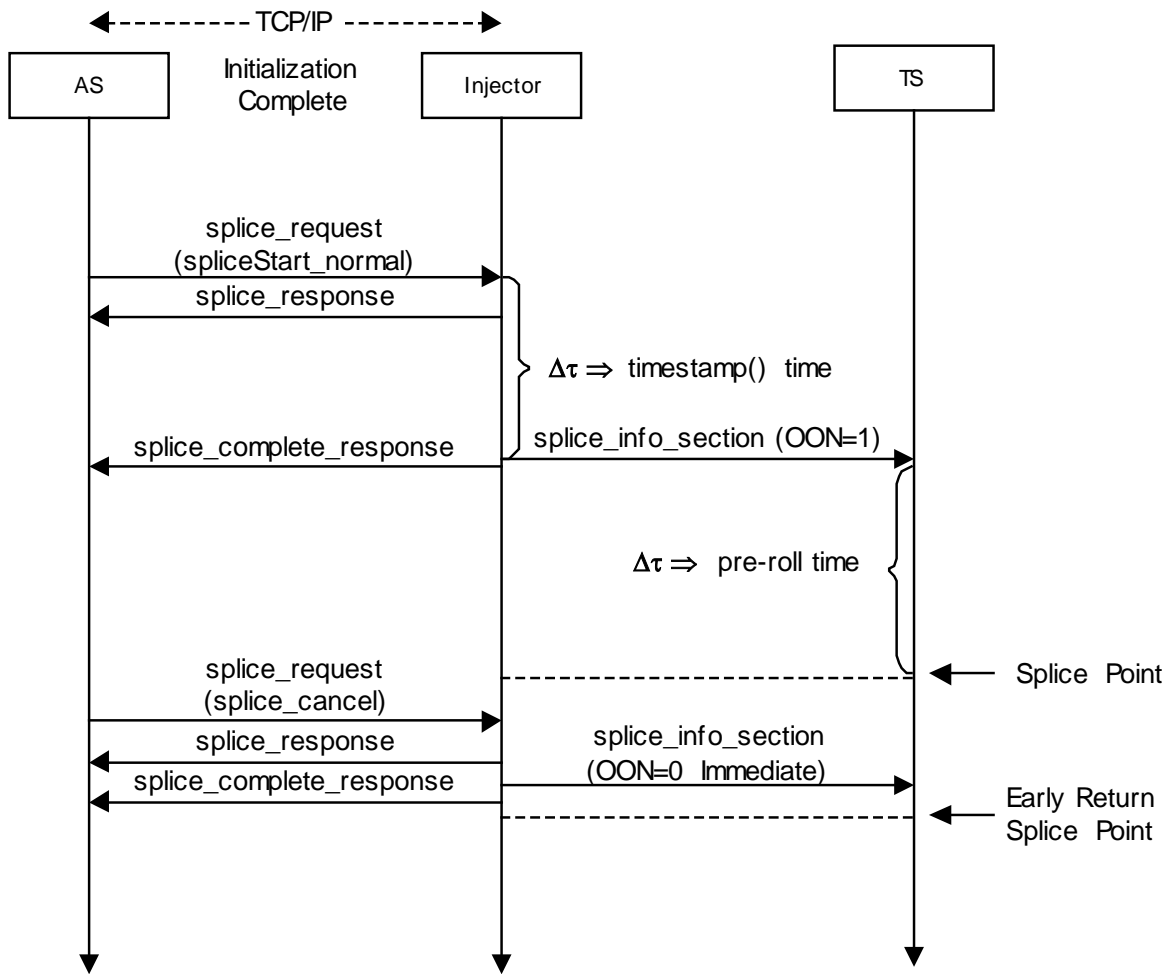 TCP/IP
AS
Initialization
Complete
Injector
TS
splice_request
(spliceStart_normal)
splice_response
Δτ ⇒ timestamp() time
splice_complete_response
splice_info_section (OON=1)
Δτ ⇒ pre-roll time
splice_request
(splice_cancel)
Splice Point
splice_response
splice_info_section
(OON=0 Immediate)
splice_complete_response
Early Return
Splice Point